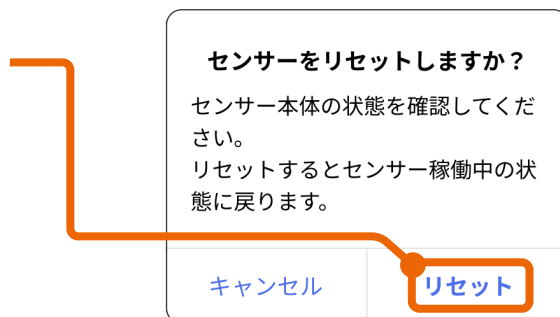 センサーをリセットしますか？
センサー本体の状態を確認してくだ
さい。
リセットするとセンサー稼働中の状
態に戻ります。
キャンセル
リセット